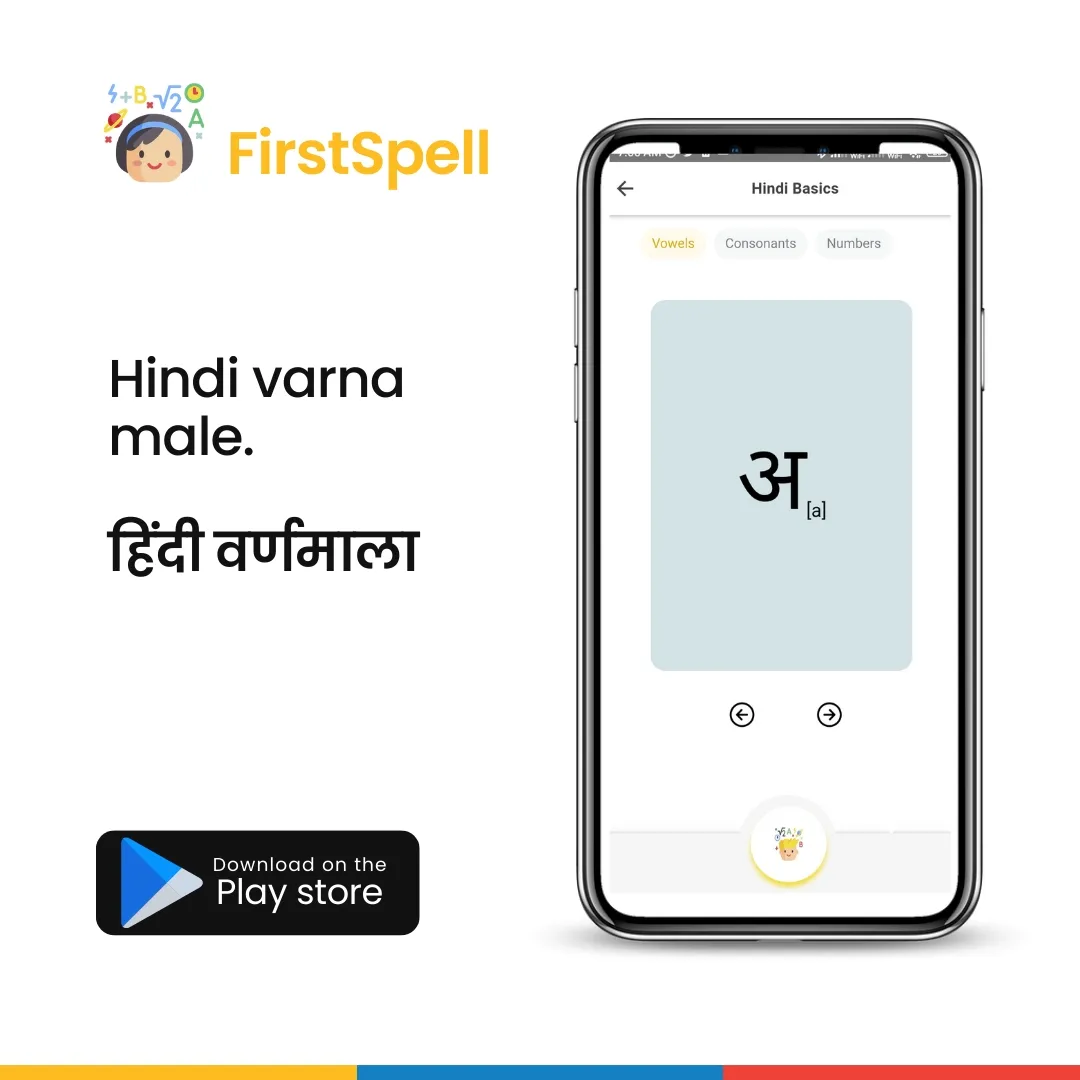 FirstSpell
Hindi varna
male.
हिंदी वर्णमाला
Download on the
Play store
Hindi Basics
Vowels Consonants Numbers
अ [a]